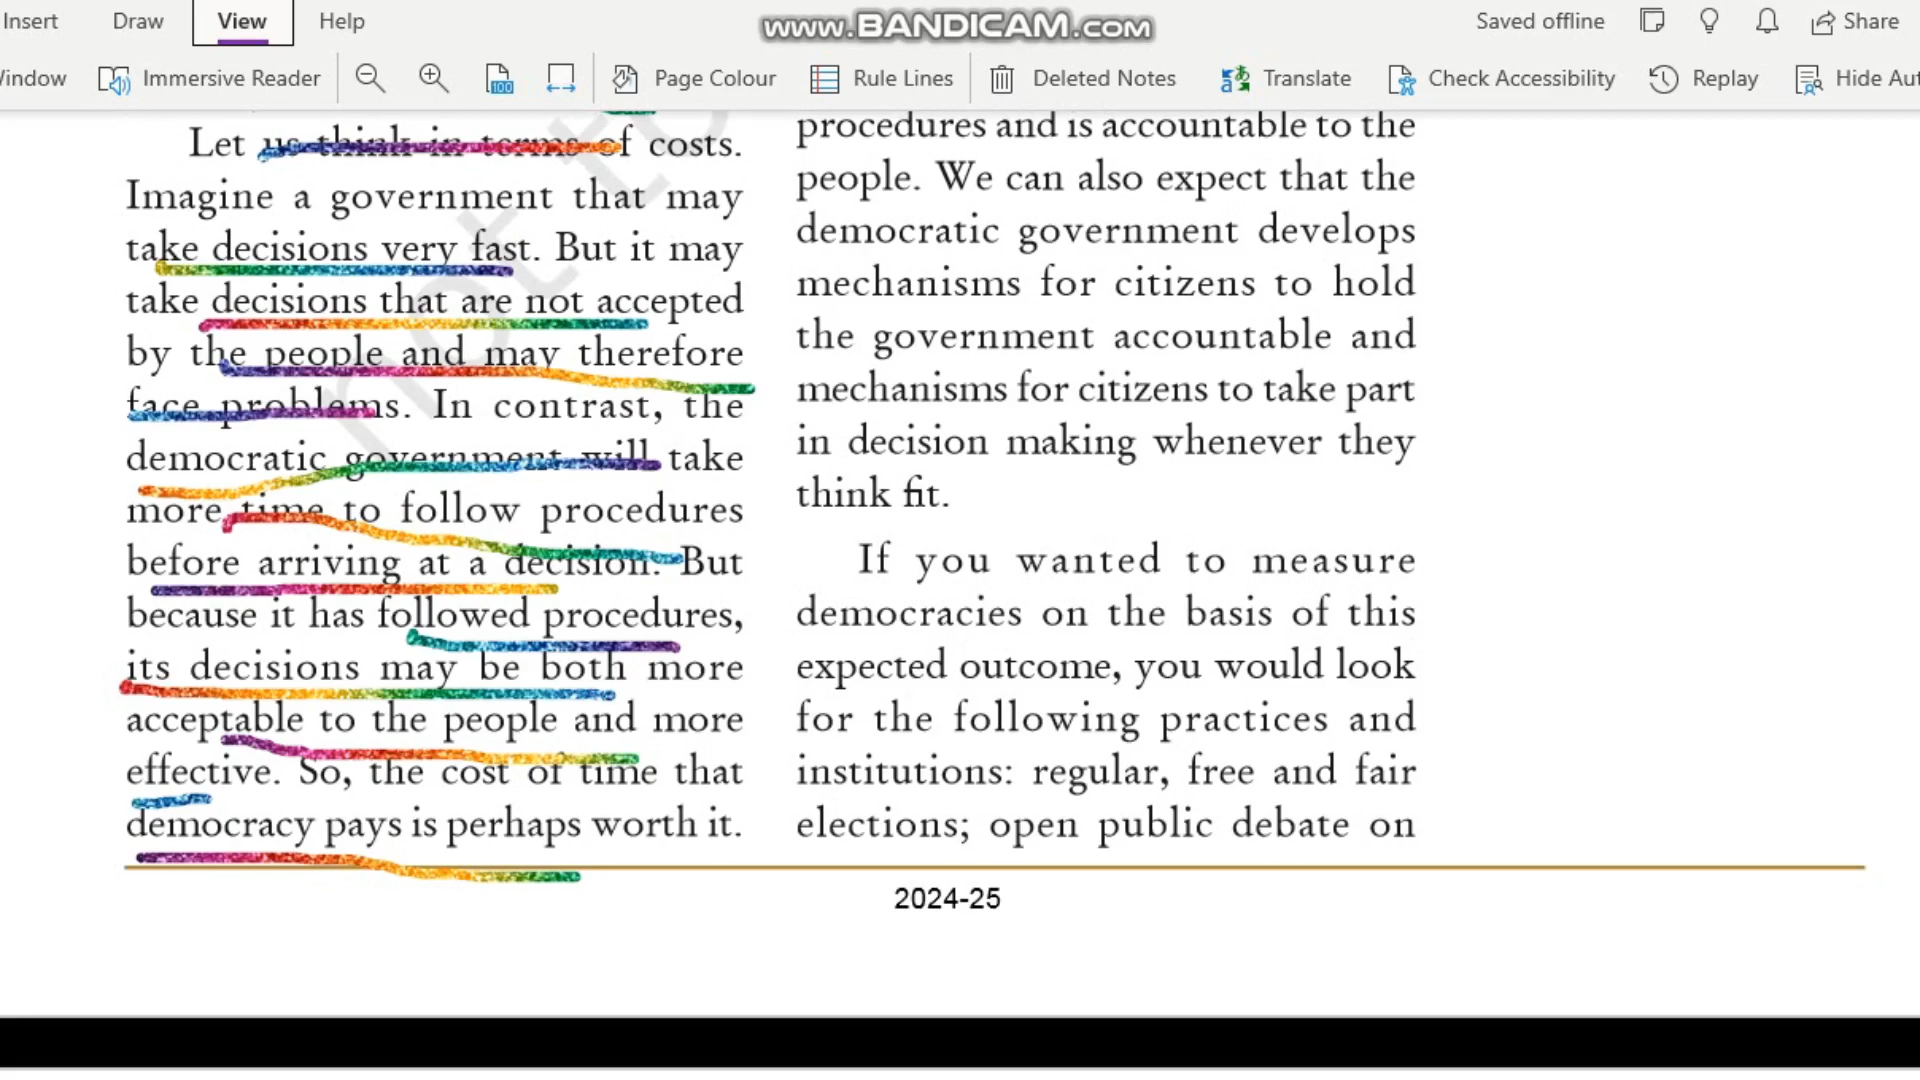 Insert Draw View Help
www.BANDICAM.com
Saved offline
Share
Immersive Reader
100
Page Colour
Rule Lines
Deleted Notes
Translate
Check Accessibility
Replay
not to
Let us think in terms of costs.
Imagine a government that may
take decisions very fast. But it may
take decisions that are not accepted
by the people and may therefore
face problems. In contrast, the
democratic government will take
more time to follow procedures
before arriving at a decision. But
because it has followed procedures,
its decisions may be both more
acceptable to the people and more
effective. So, the cost of time that
democracy pays is perhaps worth it.
procedures and is accountable to the
people. We can also expect that the
democratic government develops
mechanisms for citizens to hold
the government accountable and
mechanisms for citizens to take part
in decision making whenever they
think fit.
If you wanted to measure
democracies on the basis of this
expected outcome, you would look
for the following practices and
institutions: regular, free and fair
elections; open public debate on
2024-25